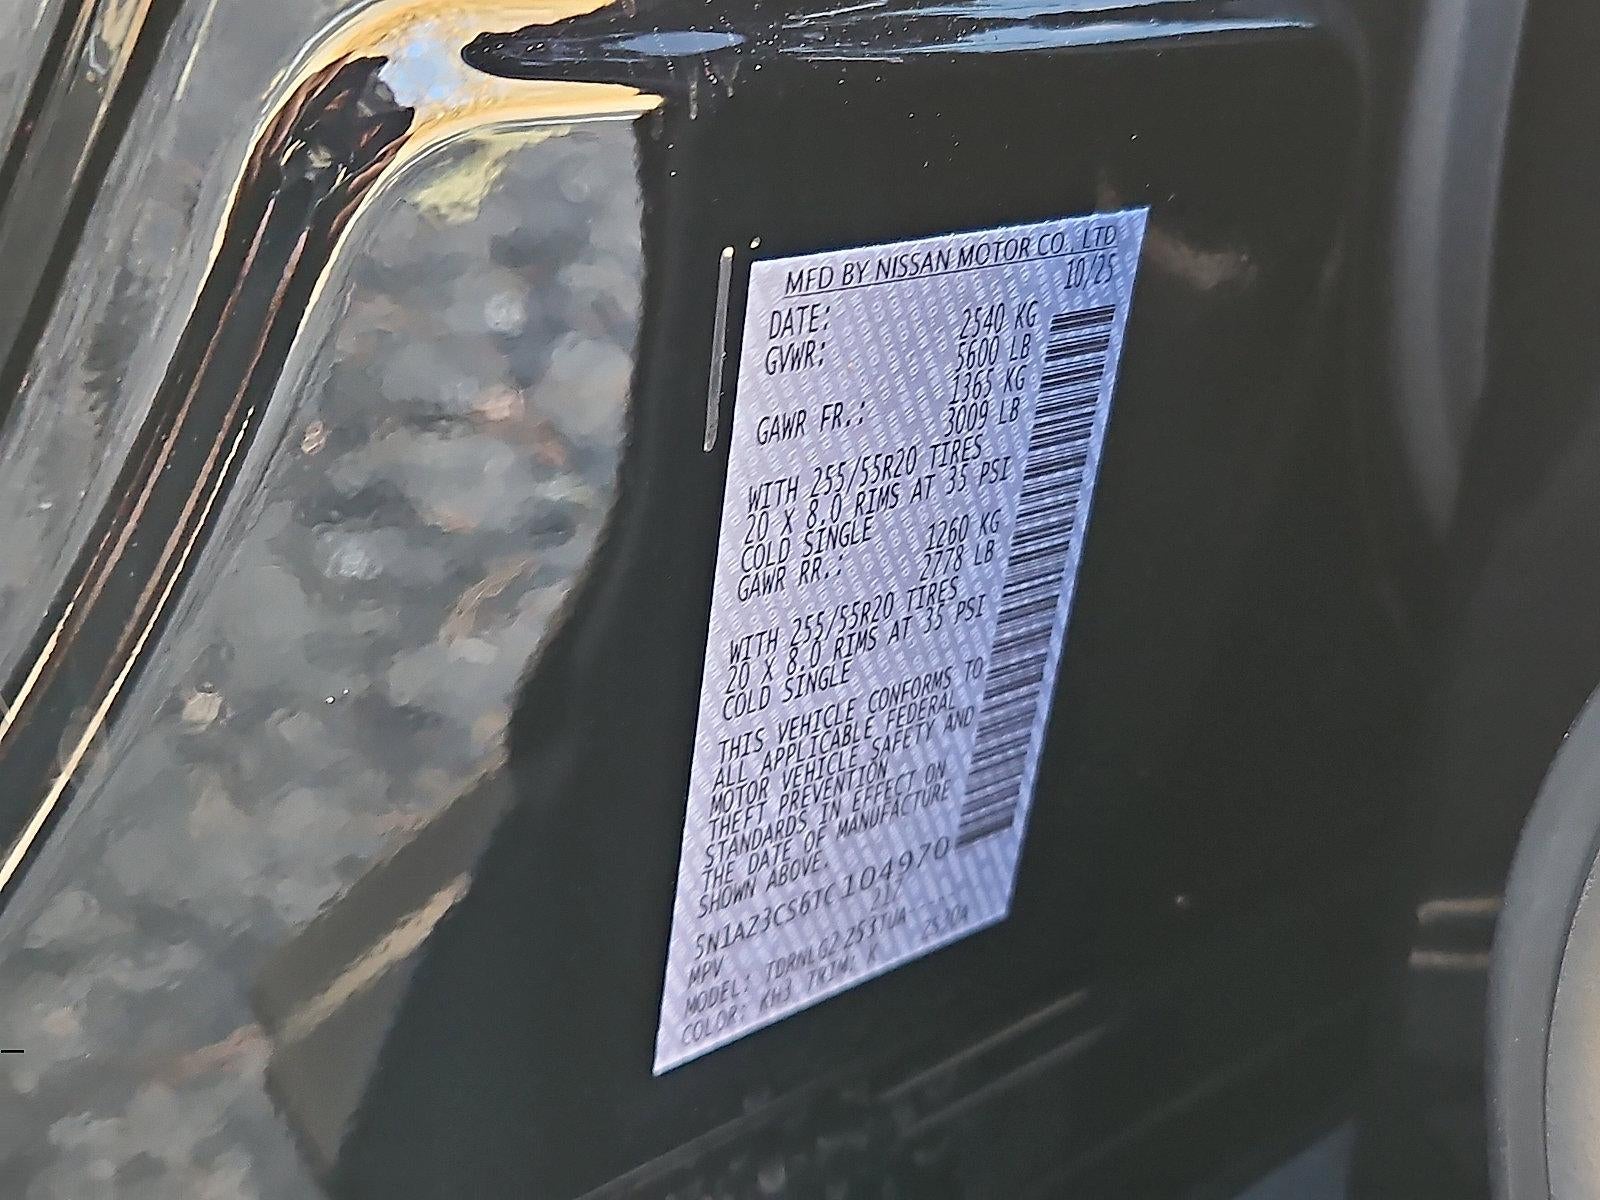 MFD BY NISSAN MOTOR CO., LTD
DATE: 10/25
GVWR: 2540 KG
5600 LB
1365 KG
GAWR FR.: 3009 LB
WITH 255/55R20 TIRES
20 X 8.0 RIMS AT 35 PSI
COLD SINGLE
1260 KG
GAWR RR.: 2778 LB
WITH 255/55R20 TIRES
20 X 8.0 RIMS AT 35 PSI
COLD SINGLE
THIS VEHICLE CONFORMS TO
ALL APPLICABLE FEDERAL
MOTOR VEHICLE SAFETY AND
THEFT PREVENTION
STANDARDS IN EFFECT ON
THE DATE OF MANUFACTURE
SHOWN ABOVE.
5N1AZ3CS6TC104970
MPV 217
MODEL:
COLOR: KH3 TRIM: K